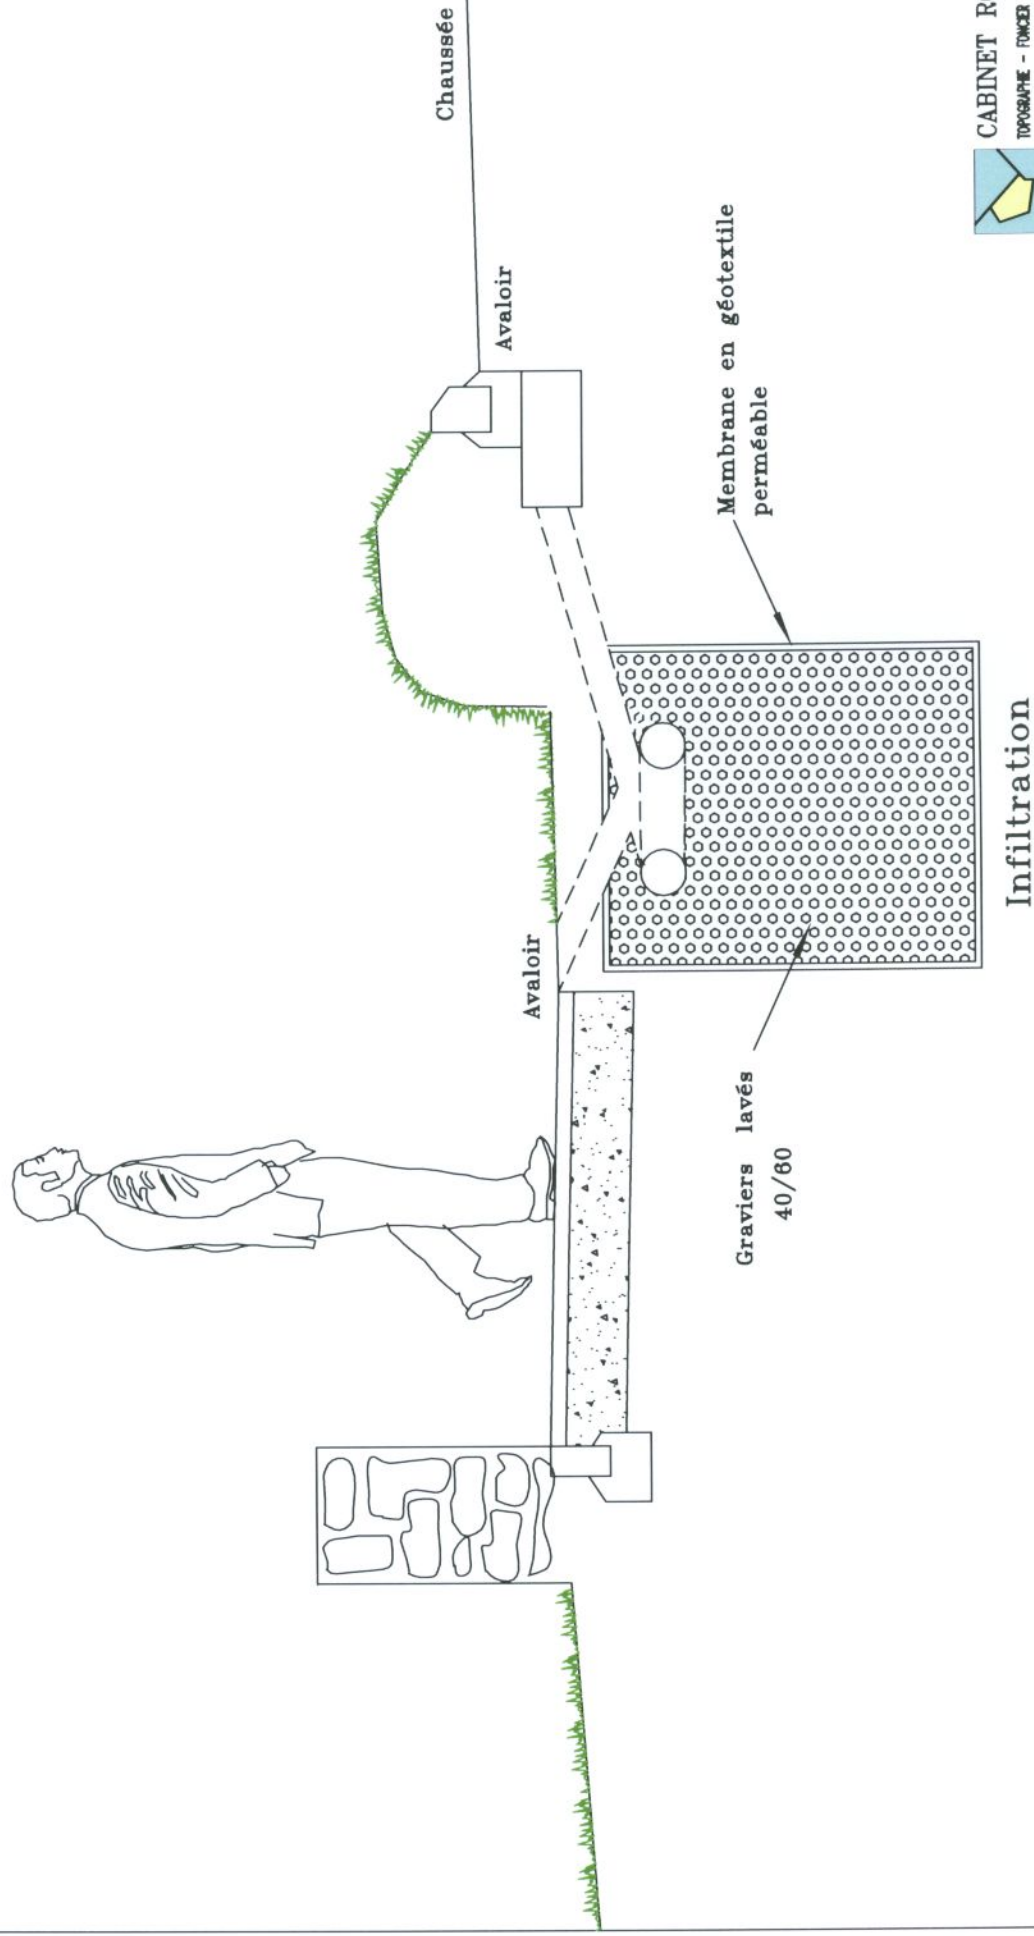 Chaussée
Avaloir
Avaloir
Membrane en géotextile
perméable
Graviers lavés
40/60
Infiltration
CABINET
TOPOGRAPHIE - FONCIER